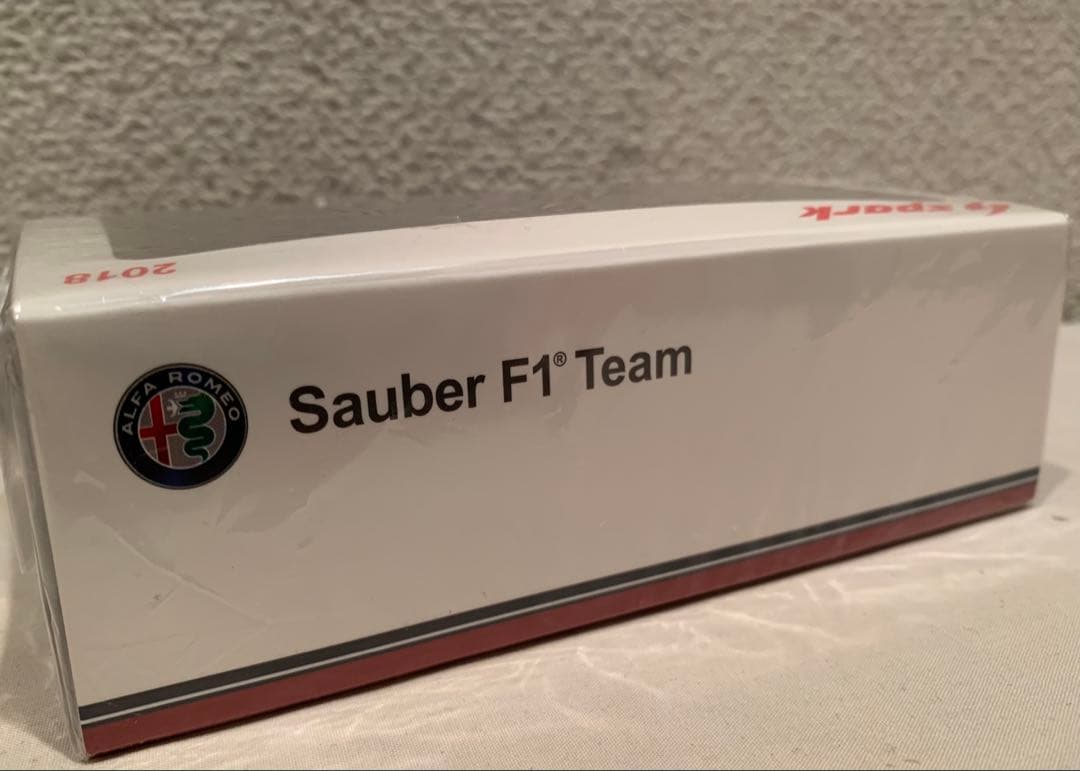 spark
2018
ALFA ROMEO
Sauber F1® Team